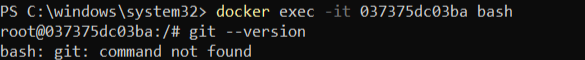 PS C:\windows\system32> docker exec -it 037375dc03ba bash
root@037375dc03ba:/# git --version
bash: git: command not found